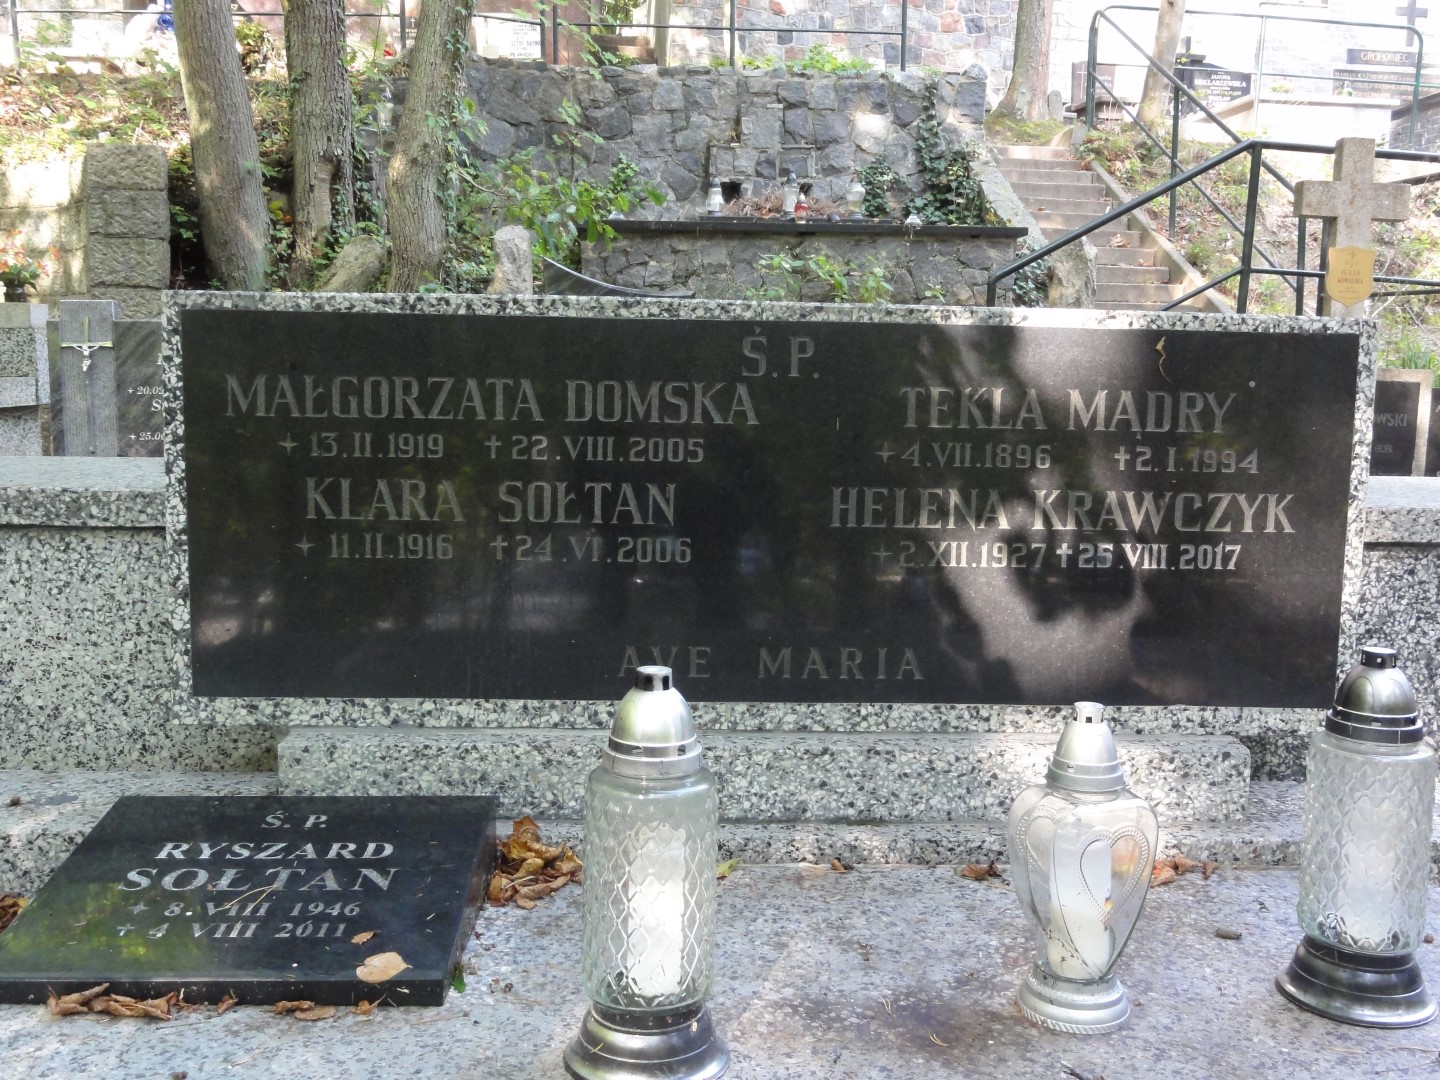 Ś.P.
MAŁGORZATA DOMSKA
13.II.1919 ✝22.VIII.2005
KLARA SOŁTAN
11.II.1916 ✝24.VI.2006
TEKLA MĄDRY
4.VII.1896 ✝2.I.1994
HELENA KRAWCZYK
2.XII.1927 ✝25.VIII.2017
AVE MARIA
Ś. P.
RYSZARD
SOŁTAN
8.VIII 1946
✝ 4 VIII 2011
JULIA